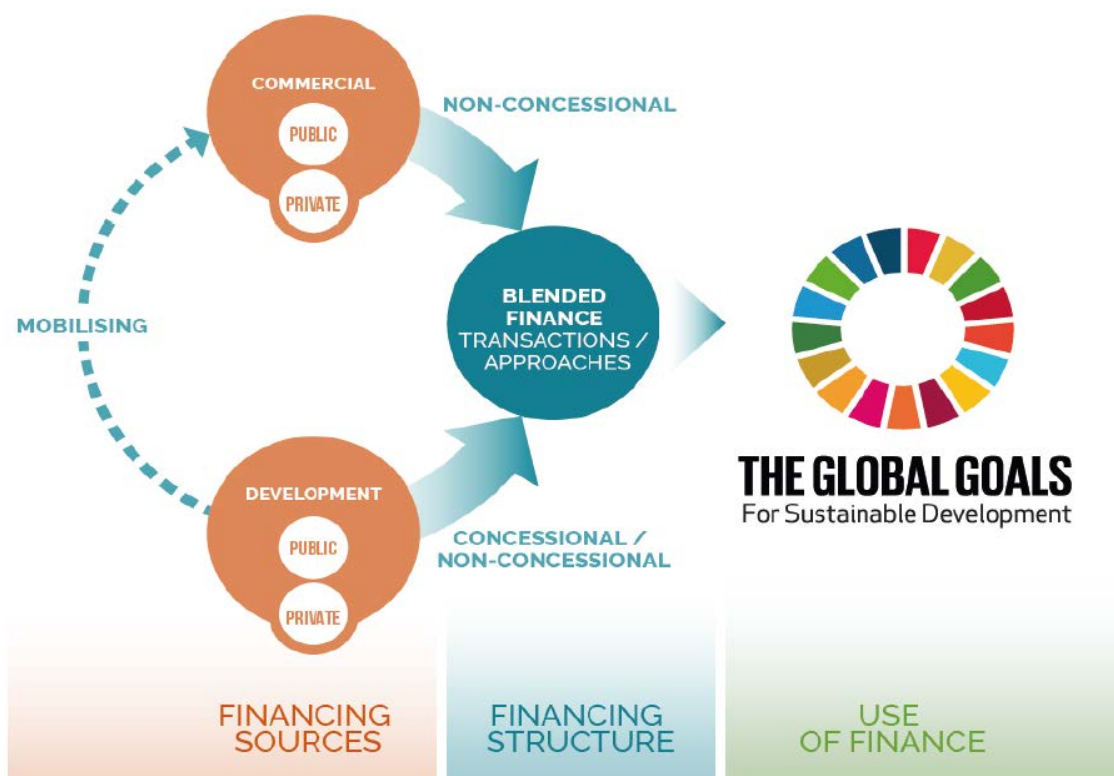 COMMERCIAL
PUBLIC
PRIVATE
NON-CONCESSIONAL
MOBILISING
BLENDED
FINANCE
TRANSACTIONS /
APPROACHES
DEVELOPMENT
PUBLIC
PRIVATE
CONCESSIONAL /
NON-CONCESSIONAL
THE GLOBAL GOALS
For Sustainable Development
FINANCING
SOURCES
FINANCING
STRUCTURE
USE
OF FINANCE